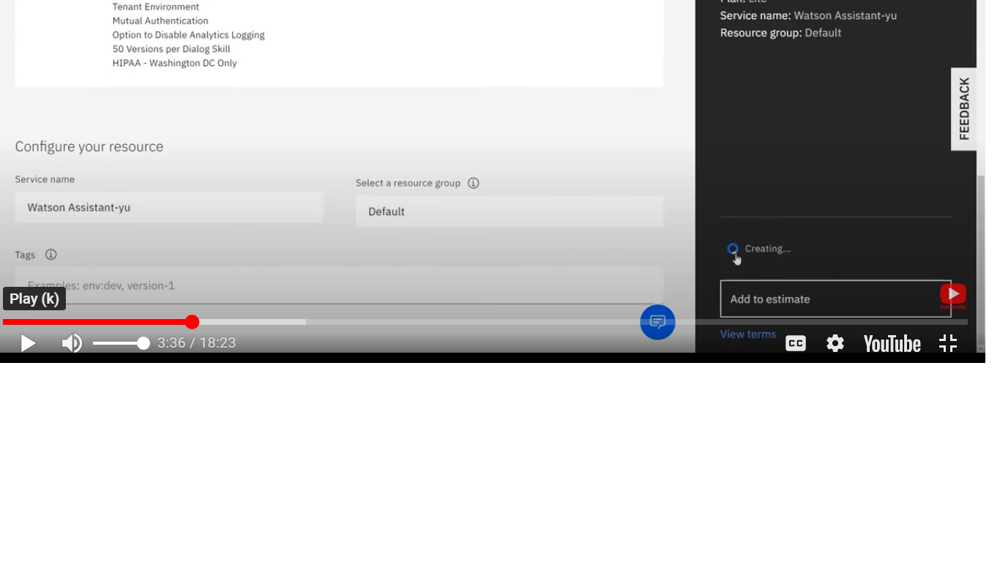 Tenant Environment
Mutual Authentication
Option to Disable Analytics Logging
50 Versions per Dialog Skill
HIPAA - Washington DC Only
Plan: Lite
Service name: Watson Assistant-yu
Resource group: Default
FEEDBACK
Configure your resource
Service name
Select a resource group
Watson Assistant-yu
Default
Tags
Creating...
Examples: env:dev, version-1
Play (k)
Add to estimate
SUBSCRIBE
View terms
3:36 / 18:23
CC
YouTube